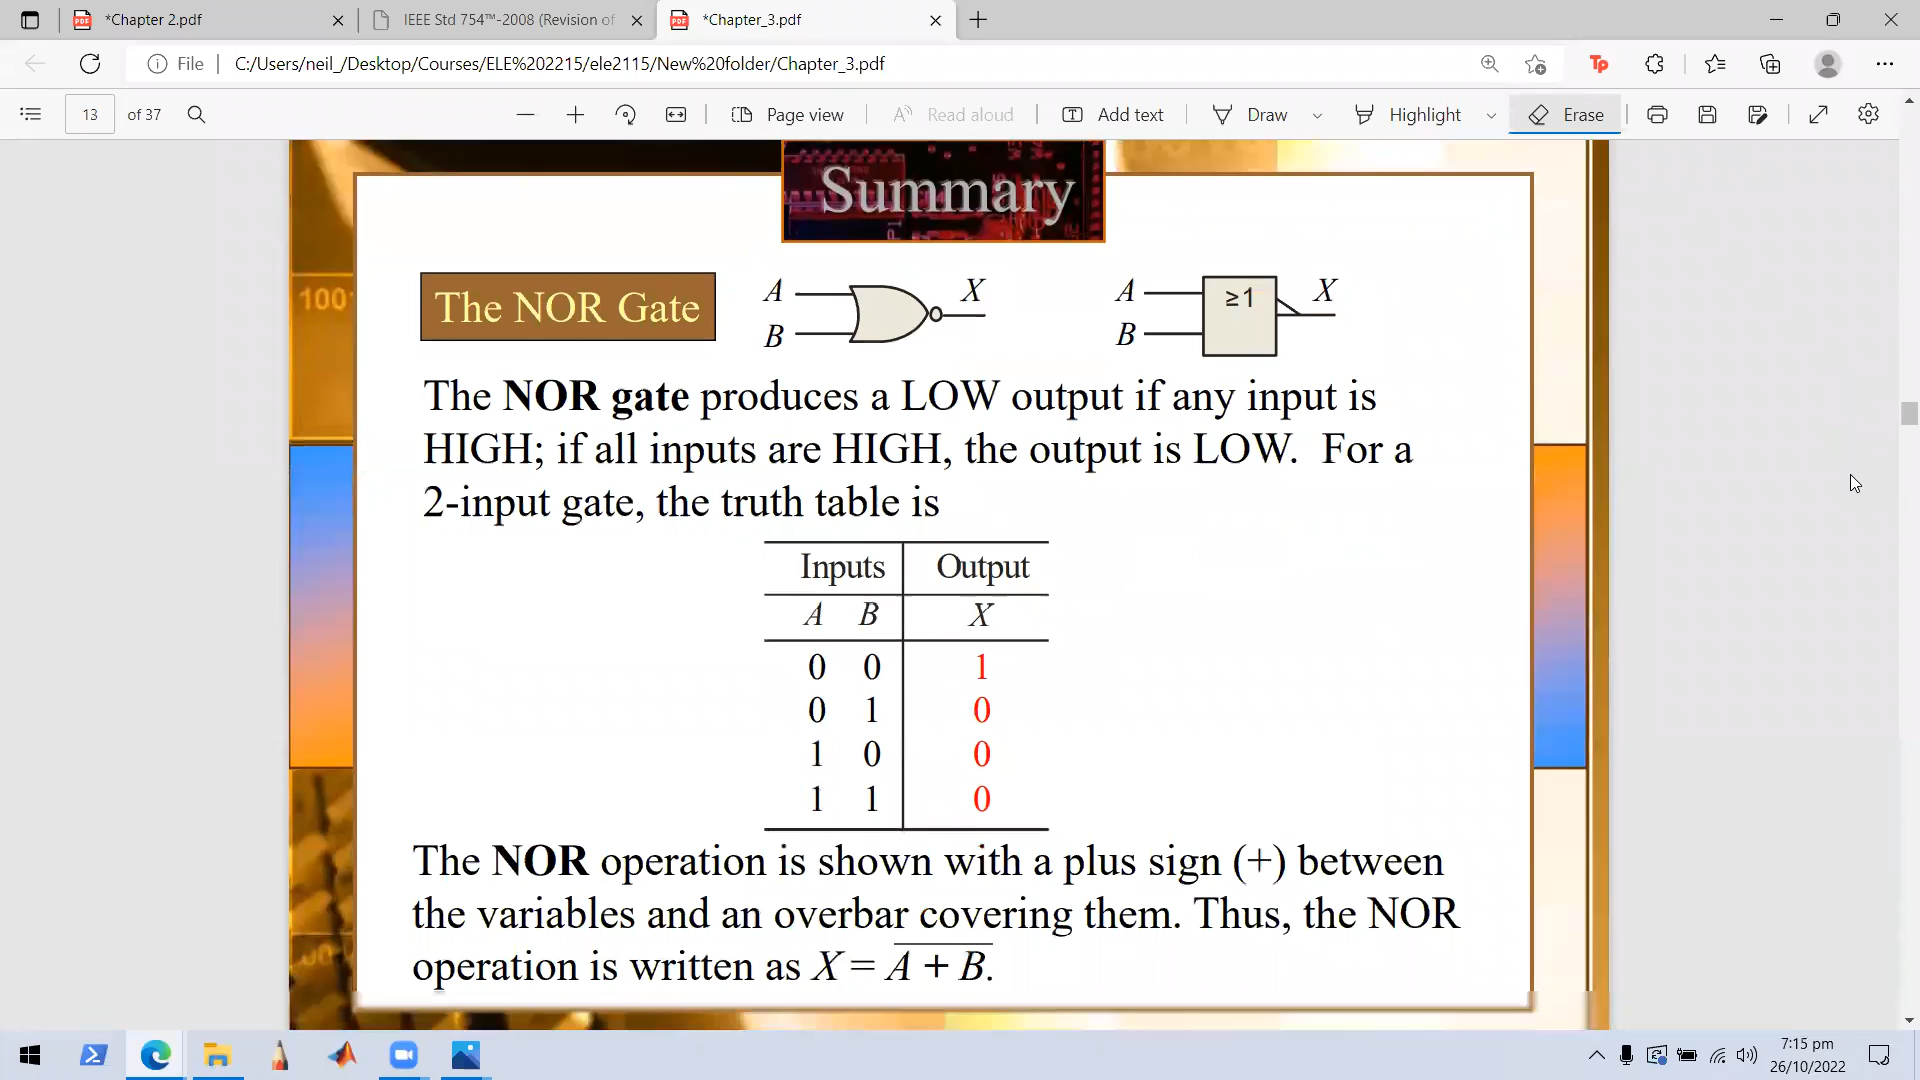 *Chapter 2.pdf
IEEE Std 754™-2008 (Revision of
*Chapter_3.pdf
File
C:/Users/neil_/Desktop/Courses/ELE%202215/ele2115/New%20folder/Chapter_3.pdf
13 of 37
Page view
Read aloud
Add text
Draw
Highlight
Erase
Summary
100
The NOR Gate
A X
B
A ≥1 X
B
The NOR gate produces a LOW output if any input is
HIGH; if all inputs are HIGH, the output is LOW. For a
2-input gate, the truth table is
Inputs Output
A B X
0 0 1
0 1 0
1 0 0
1 1 0
The NOR operation is shown with a plus sign (+) between
the variables and an overbar covering them. Thus, the NOR
operation is written as X = A̅ ̅+̅ ̅B̅.
7:15 pm
26/10/2022